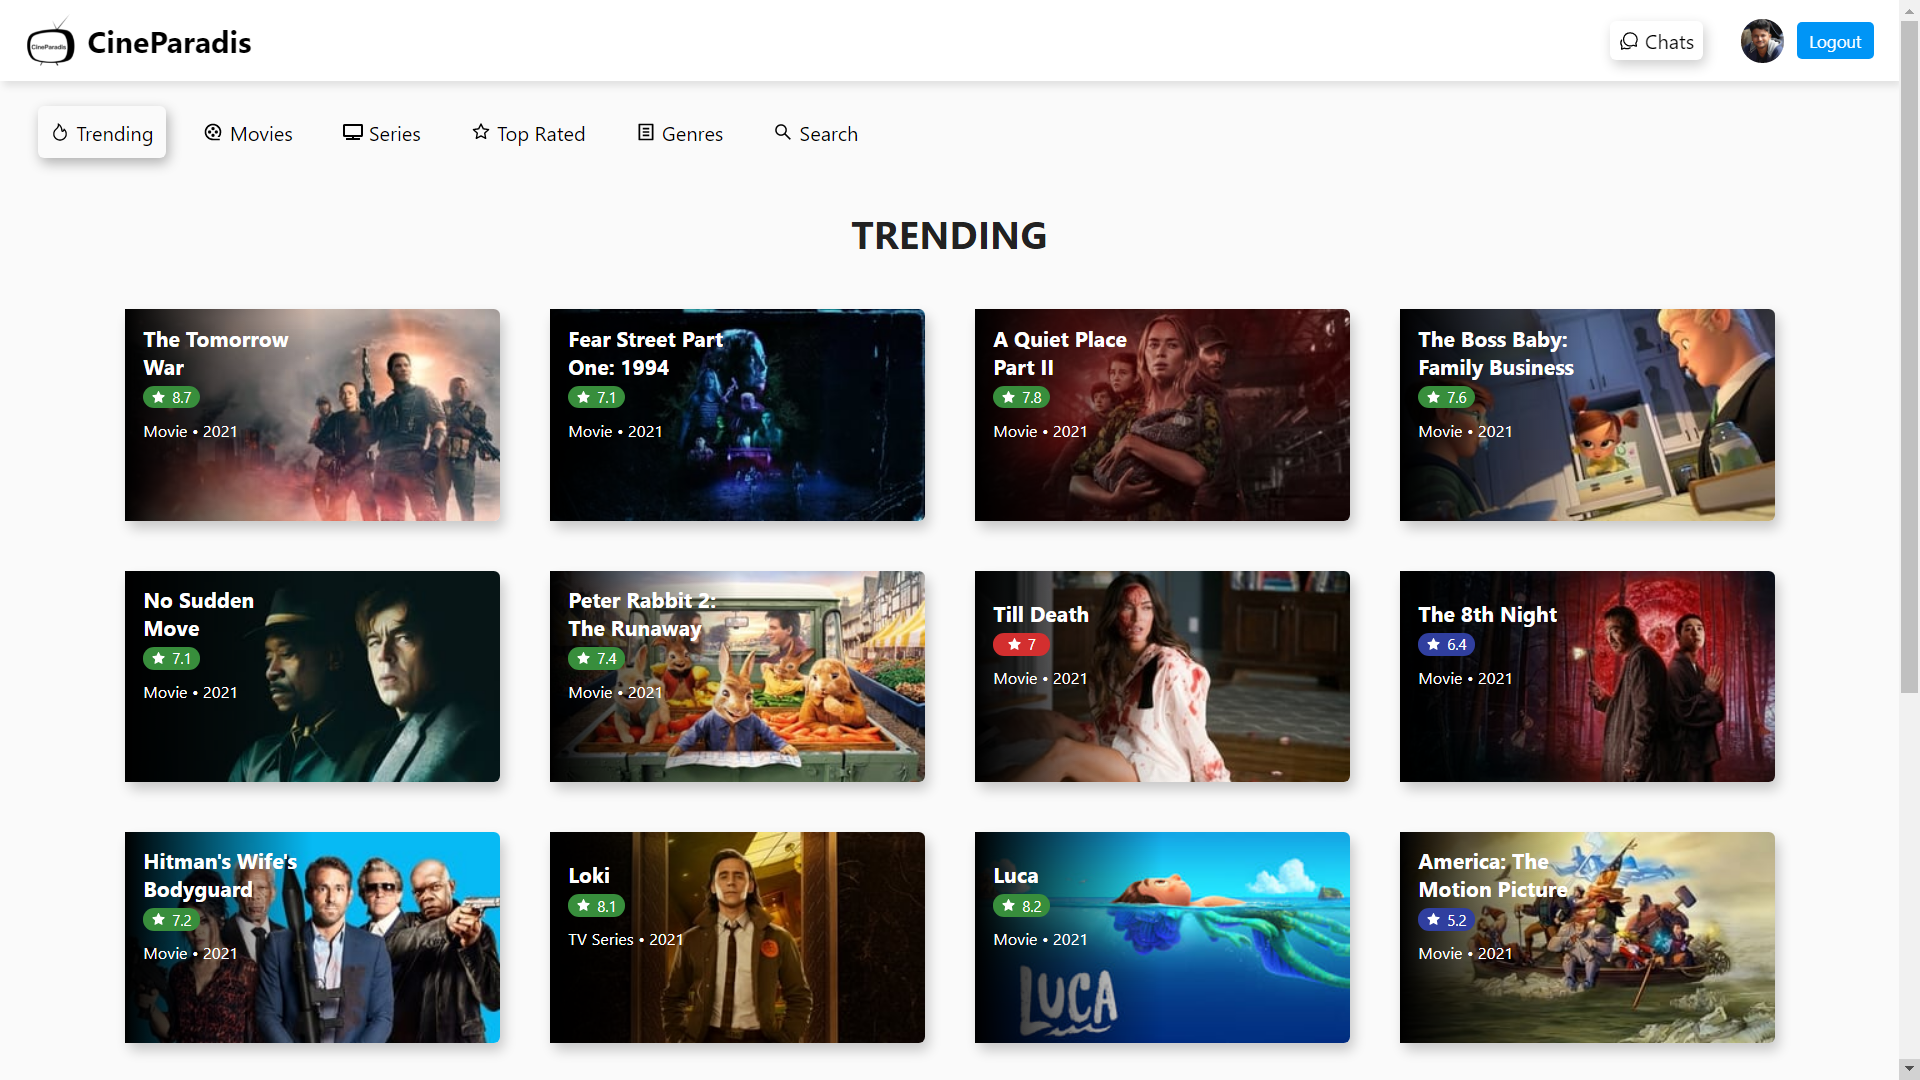 CineParadis
CineParadis
Chats
Logout
Trending
Movies
Series
Top Rated
Genres
Search
TRENDING
The Tomorrow
War
8.7
Movie • 2021
Fear Street Part
One: 1994
7.1
Movie • 2021
A Quiet Place
Part II
7.8
Movie • 2021
The Boss Baby:
Family Business
7.6
Movie • 2021
No Sudden
Move
7.1
Movie • 2021
Peter Rabbit 2:
The Runaway
7.4
Movie • 2021
Till Death
7
Movie • 2021
The 8th Night
6.4
Movie • 2021
Hitman's Wife's
Bodyguard
7.2
Movie • 2021
Loki
8.1
TV Series • 2021
Luca
8.2
Movie • 2021
LUCA
America: The
Motion Picture
5.2
Movie • 2021